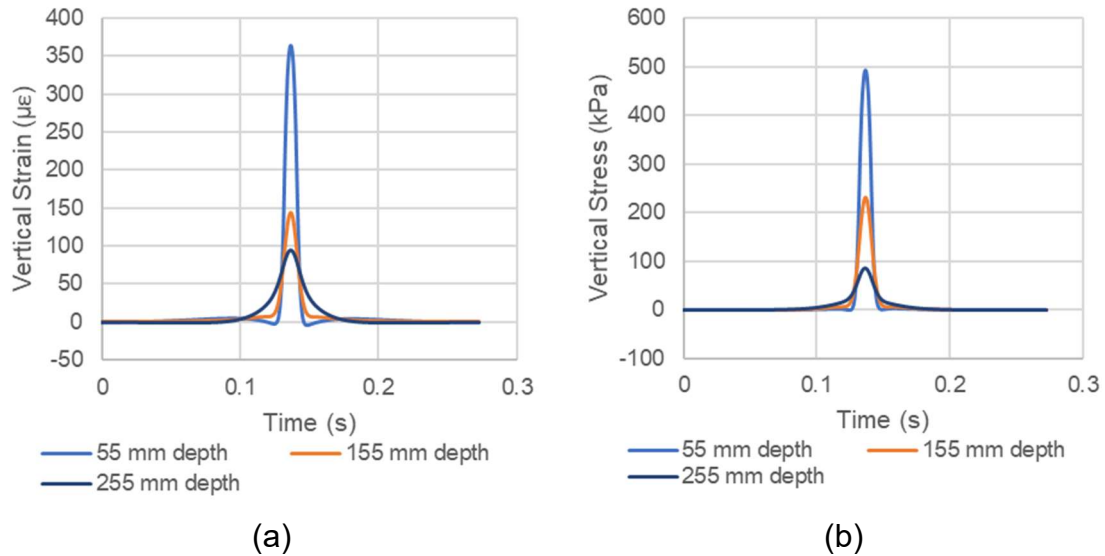 400
350
300
250
200
150
100
50
0
-50
Vertical Strain (με)
0 0.1 0.2 0.3
Time (s)
55 mm depth 155 mm depth
255 mm depth
(a)
600
500
400
300
200
100
0
-100
Vertical Stress (kPa)
0 0.1 0.2 0.3
Time (s)
55 mm depth 155 mm depth
255 mm depth
(b)